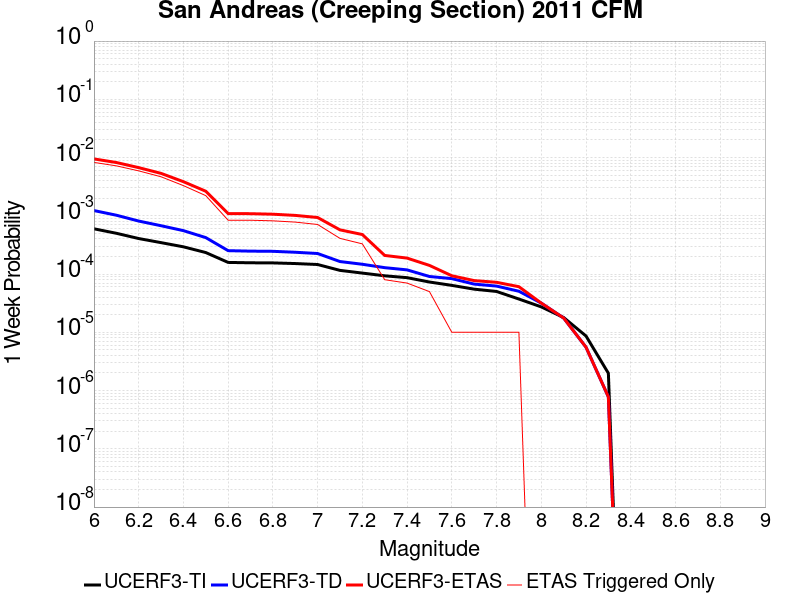 San Andreas (Creeping Section) 2011 CFM
10^0
10^-1
10^-2
10^-3
10^-4
10^-5
10^-6
10^-7
10^-8
1 Week Probability
6 6.2 6.4 6.6 6.8 7 7.2 7.4 7.6 7.8 8 8.2 8.4 8.6 8.8 9
Magnitude
UCERF3-TI UCERF3-TD UCERF3-ETAS ETAS Triggered Only